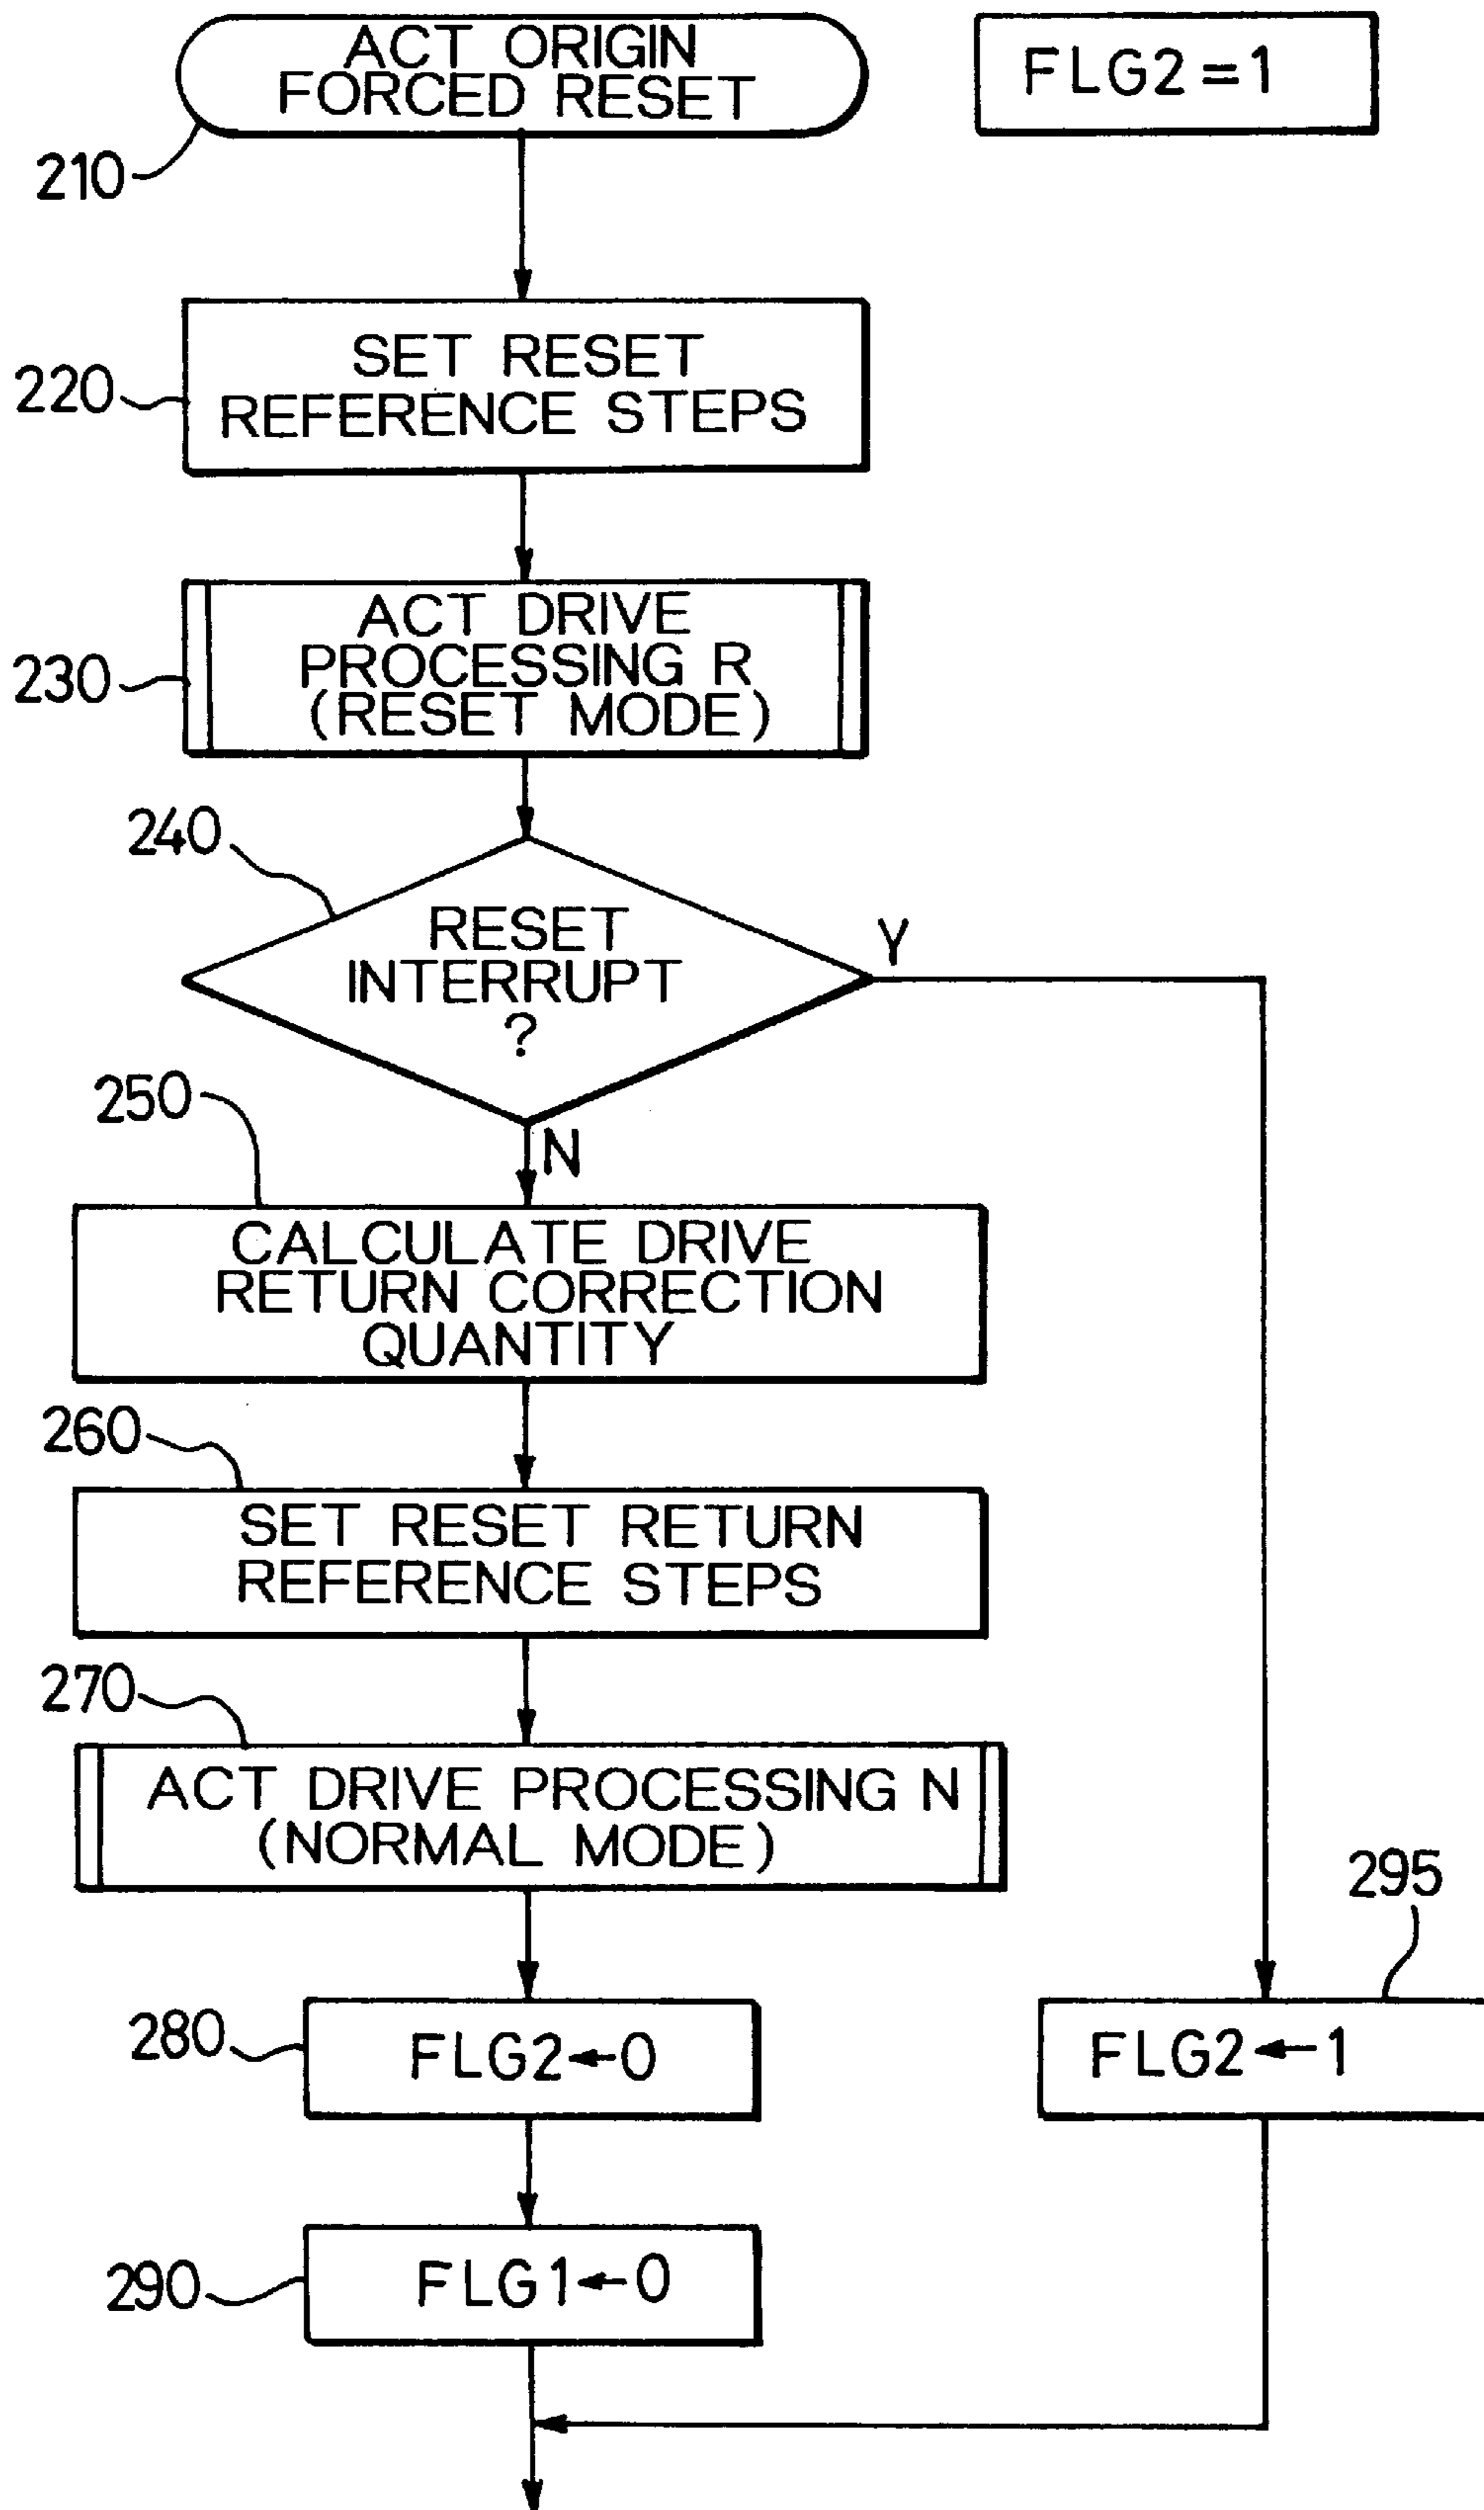 ACT ORIGIN
FORCED RESET
FLG2=1
210
SET RESET
REFERENCE STEPS
220
ACT DRIVE
PROCESSING R
(RESET MODE)
230
240
RESET
INTERRUPT
?
Y
N
250
CALCULATE DRIVE
RETURN CORRECTION
QUANTITY
260
SET RESET RETURN
REFERENCE STEPS
270
ACT DRIVE PROCESSING N
(NORMAL MODE)
295
280
FLG2←0
FLG2←1
290
FLG1←0